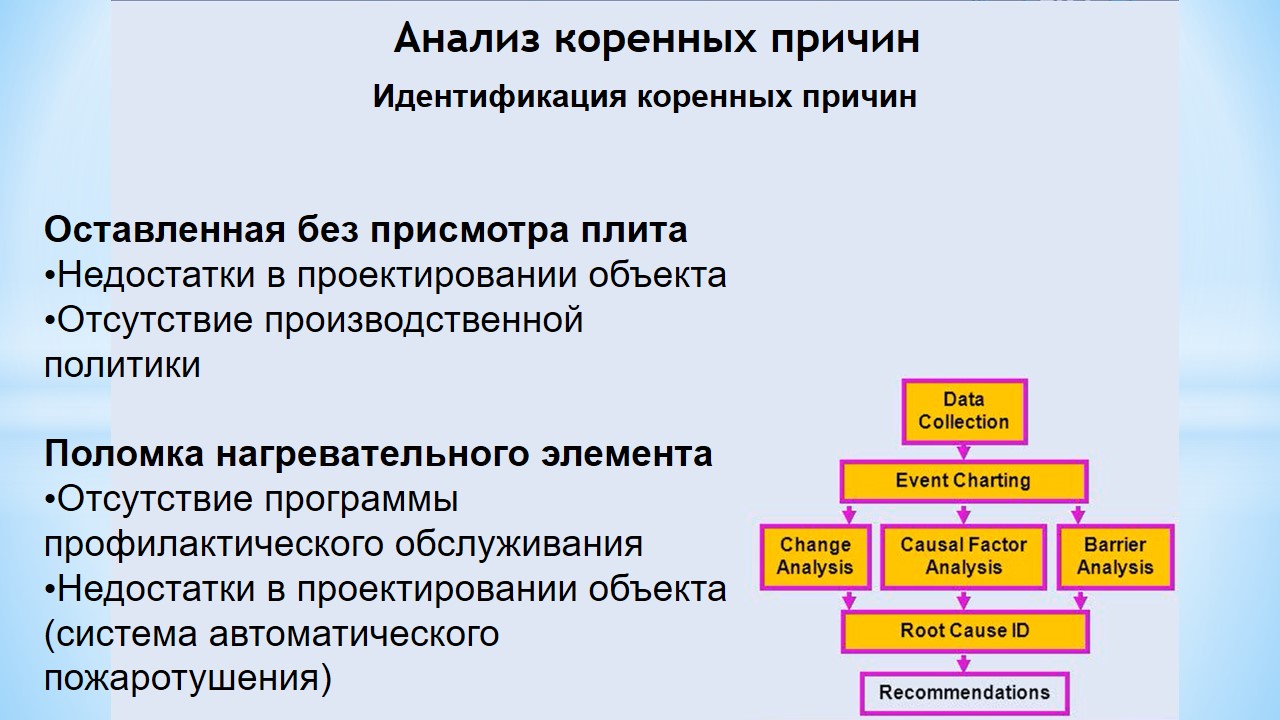 Анализ коренных причин
Идентификация коренных причин
Оставленная без присмотра плита
•Недостатки в проектировании объекта
•Отсутствие производственной
политики
Поломка нагревательного элемента
•Отсутствие программы
профилактического обслуживания
•Недостатки в проектировании объекта
(система автоматического
пожаротушения)
Data
Collection
Event Charting
Change
Analysis
Causal Factor
Analysis
Barrier
Analysis
Root Cause ID
Recommendations